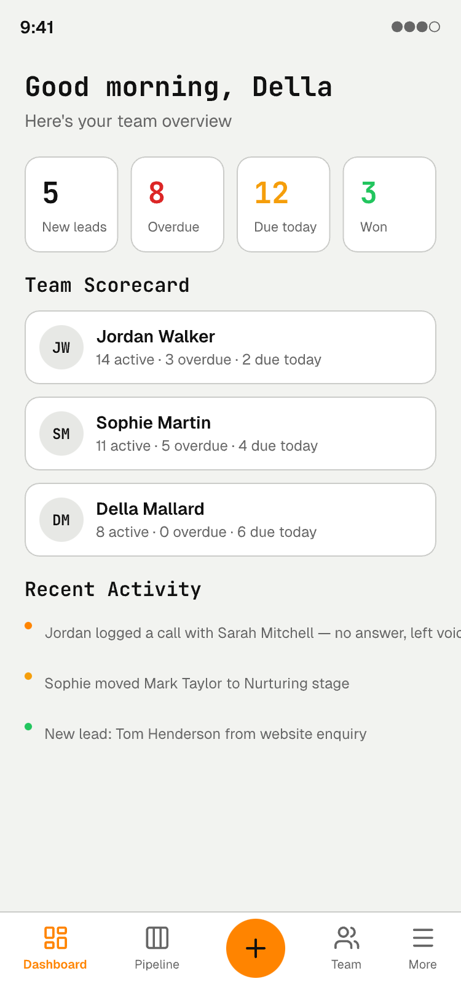 9:41
Good morning, Della
Here's your team overview
5
New leads
8
Overdue
12
Due today
3
Won
Team Scorecard
JW
Jordan Walker
14 active · 3 overdue · 2 due today
SM
Sophie Martin
11 active · 5 overdue · 4 due today
DM
Della Mallard
8 active · 0 overdue · 6 due today
Recent Activity
Jordan logged a call with Sarah Mitchell — no answer, left
Sophie moved Mark Taylor to Nurturing stage
New lead: Tom Henderson from website enquiry
Dashboard
Pipeline
Team
More